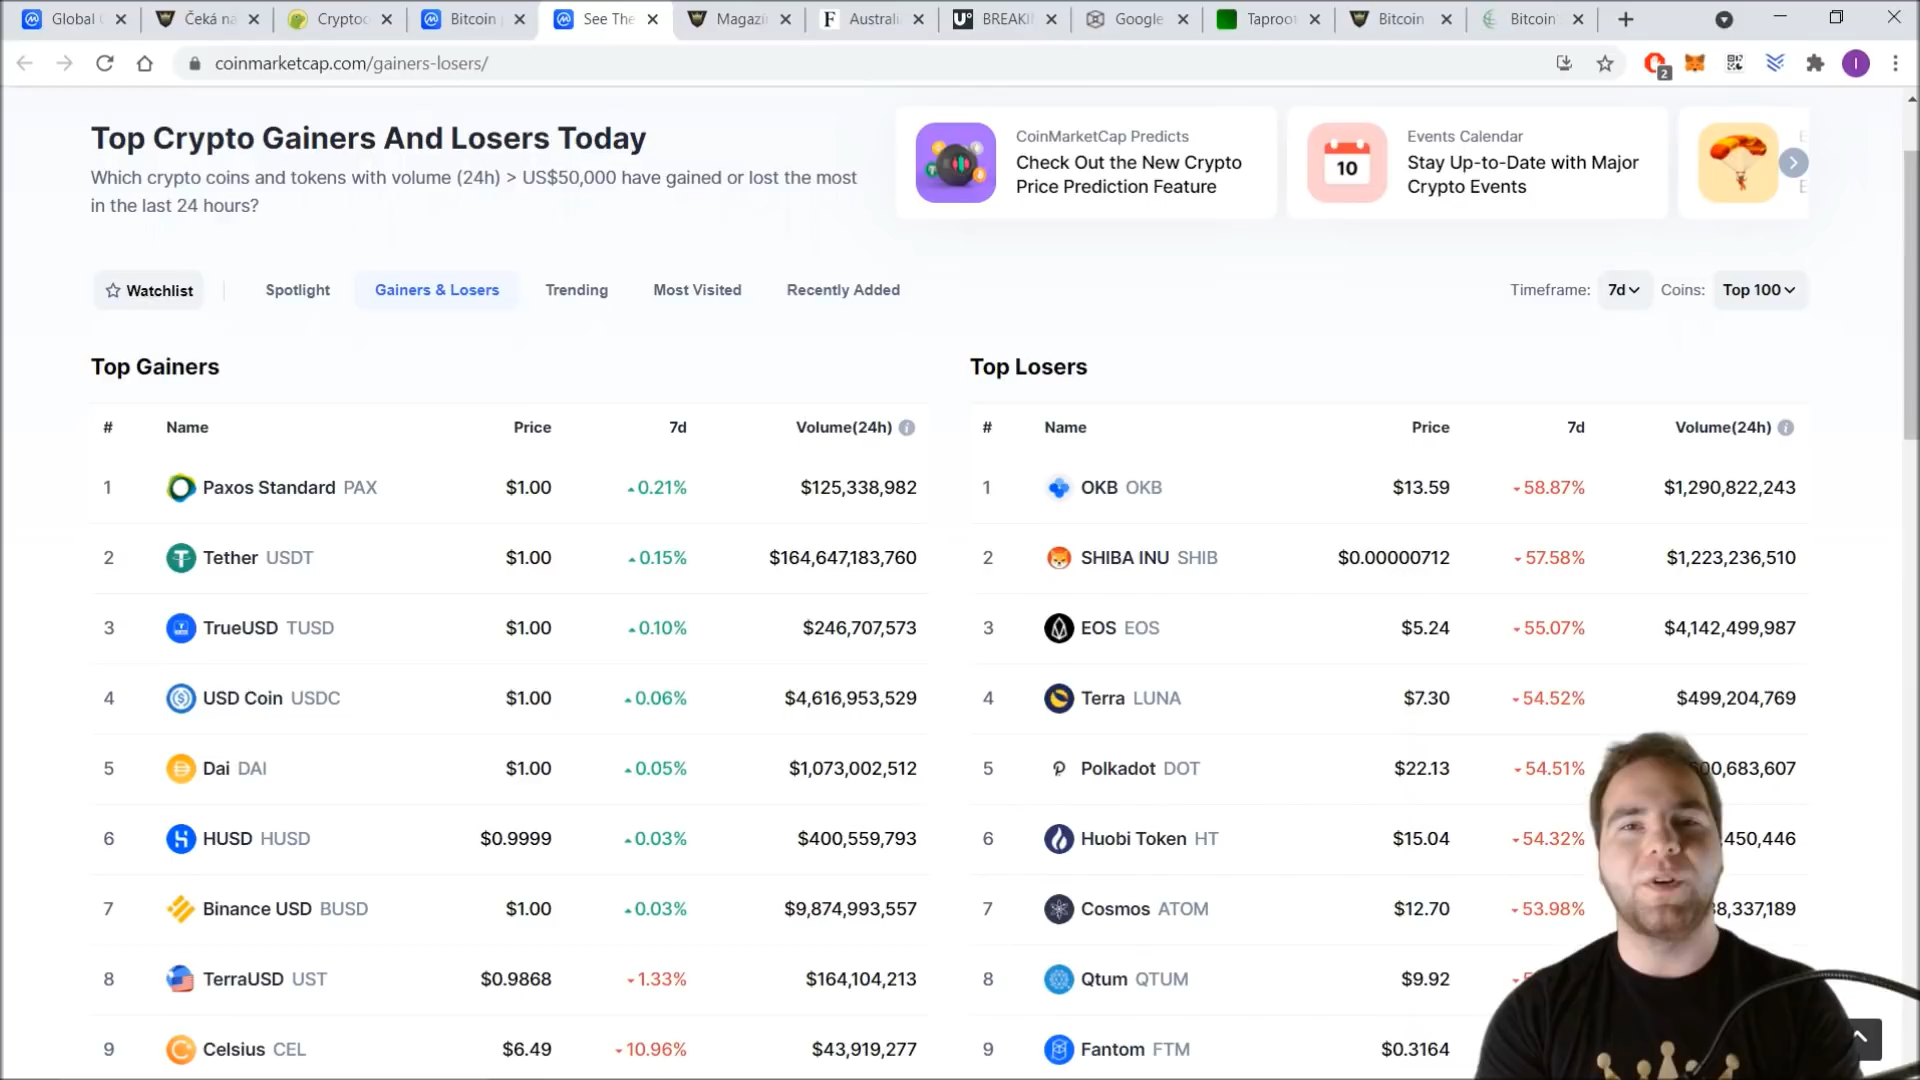 Global
Čeká na
Cryptoc
Bitcoin
See The
Magazí
Australi
BREAKI
Google
Taproot
Bitcoin
Bitcoin
coinmarketcap.com/gainers-losers/
2
I
Top Crypto Gainers And Losers Today
Which crypto coins and tokens with volume (24h) > US$50,000 have gained or lost the most
in the last 24 hours?
CoinMarketCap Predicts
Check Out the New Crypto
Price Prediction Feature
10
Events Calendar
Stay Up-to-Date with Major
Crypto Events
Watchlist
Spotlight
Gainers & Losers
Trending
Most Visited
Recently Added
Timeframe: 7d
Coins: Top 100
Top Gainers
# Name Price 7d Volume(24h)
1 Paxos Standard PAX $1.00 0.21% $125,338,982
2 Tether USDT $1.00 0.15% $164,647,183,760
3 TrueUSD TUSD $1.00 0.10% $246,707,573
4 USD Coin USDC $1.00 0.06% $4,616,953,529
5 Dai DAI $1.00 0.05% $1,073,002,512
6 HUSD HUSD $0.9999 0.03% $400,559,793
7 Binance USD BUSD $1.00 0.03% $9,874,993,557
8 TerraUSD UST $0.9868 1.33% $164,104,213
9 Celsius CEL $6.49 10.96% $43,919,277
Top Losers
# Name Price 7d Volume(24h)
1 OKB OKB $13.59 58.87% $1,290,822,243
2 SHIBA INU SHIB $0.00000712 57.58% $1,223,236,510
3 EOS EOS $5.24 55.07% $4,142,499,987
4 Terra LUNA $7.30 54.52% $499,204,769
5 Polkadot DOT $22.13 54.51% 00,683,607
6 Huobi Token HT $15.04 54.32% ,450,446
7 Cosmos ATOM $12.70 53.98% 8,337,189
8 Qtum QTUM $9.92
9 Fantom FTM $0.3164